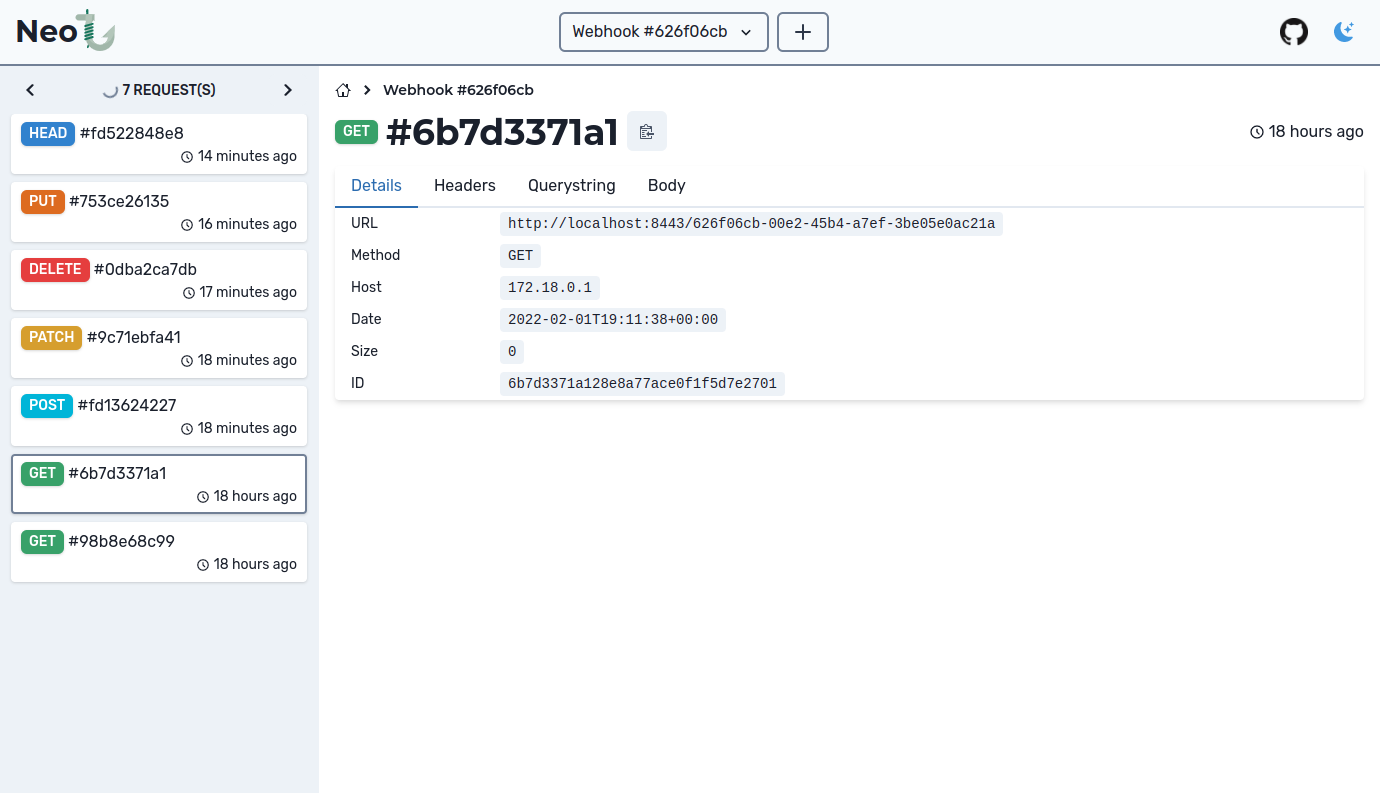 Neo
Webhook #626f06cb
7 REQUEST(S)
HEAD #fd522848e8
14 minutes ago
PUT #753ce26135
16 minutes ago
DELETE #0dba2ca7db
17 minutes ago
PATCH #9c71ebfa41
18 minutes ago
POST #fd13624227
18 minutes ago
GET #6b7d3371a1
18 hours ago
GET #98b8e68c99
18 hours ago
Webhook #626f06cb
GET #6b7d3371a1
18 hours ago
Details Headers Querystring Body
URL http://localhost:8443/626f06cb-00e2-45b4-a7ef-3be05e0ac21a
Method GET
Host 172.18.0.1
Date 2022-02-01T19:11:38+00:00
Size 0
ID 6b7d3371a128e8a77ace0f1f5d7e2701